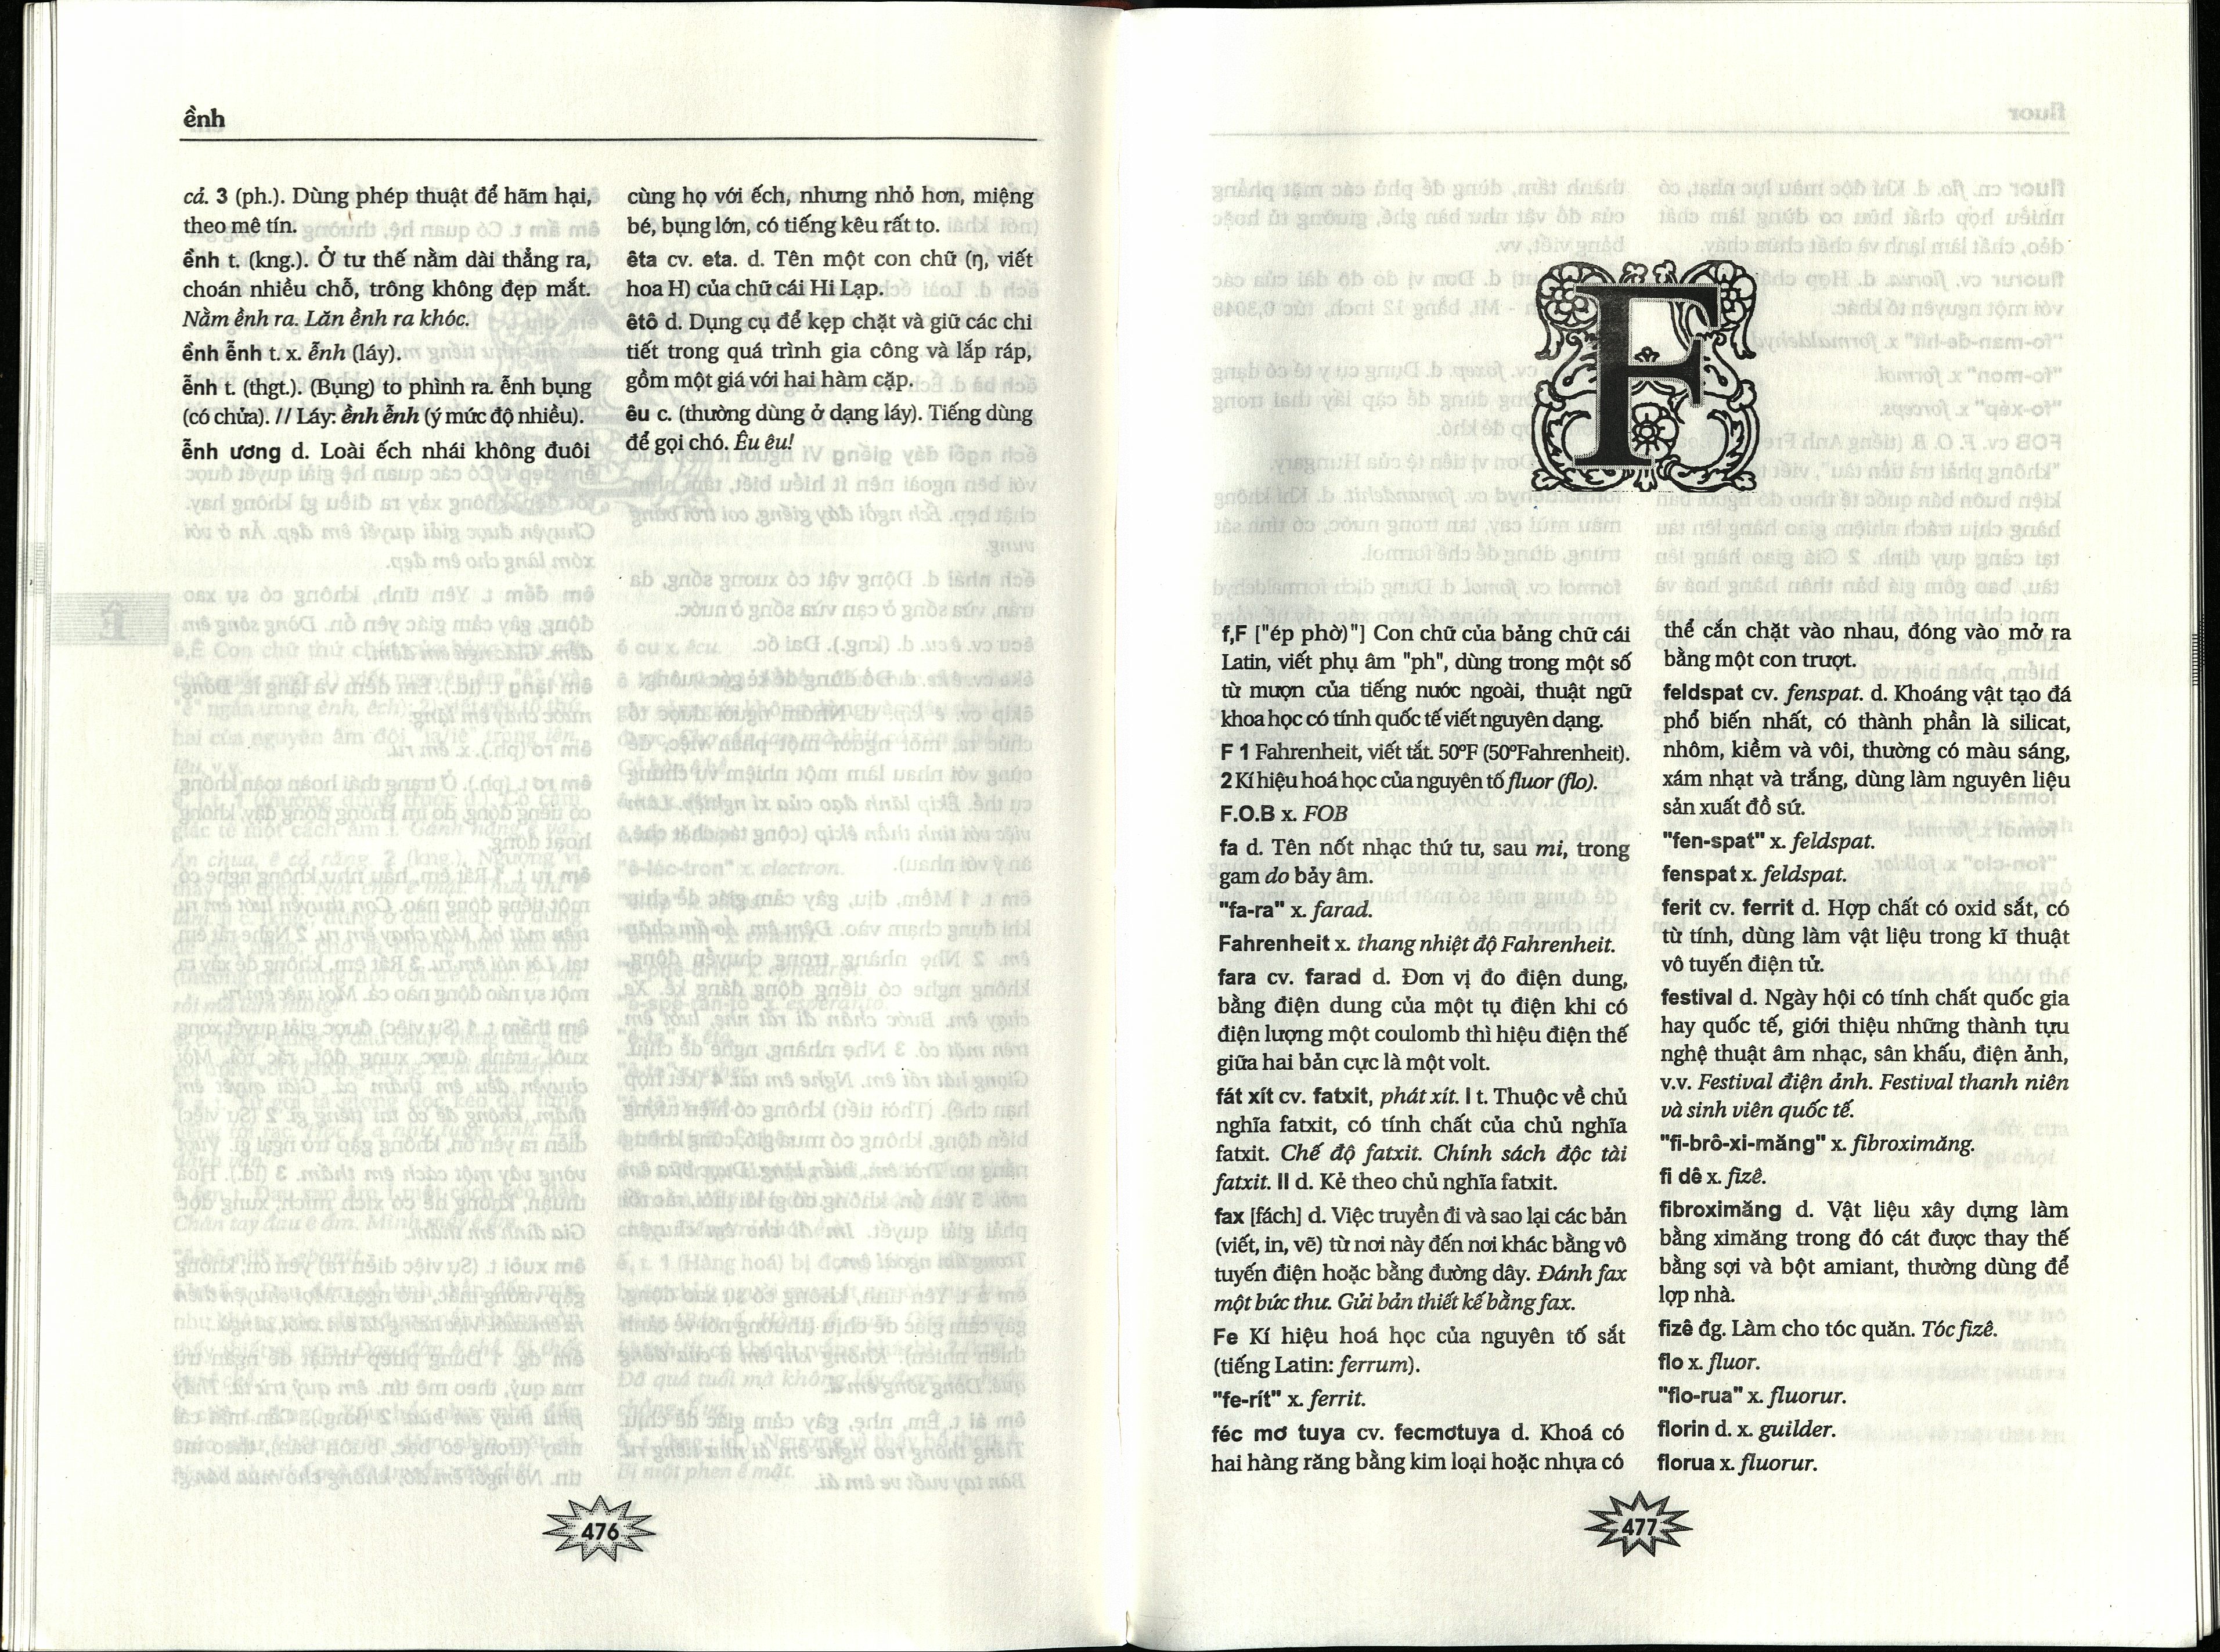 ềnh
cả. 3 (ph.). Dùng phép thuật để hãm hại,
theo mê tín.
ềnh t. (kng.). Ở tư thế nằm dài thẳng ra,
choán nhiều chỗ, trông không đẹp mắt.
Nằm ềnh ra. Lăn ềnh ra khóc.
ềnh ễnh t. x. ễnh (láy).
ễnh t. (thgt.). (Bụng) to phình ra. ễnh bụng
(có chửa). // Láy: ềnh ễnh (ý mức độ nhiều).
ễnh ương d. Loài ếch nhái không đuôi
cùng họ với ếch, nhưng nhỏ hơn, miệng
bé, bụng lớn, có tiếng kêu rất to.
êta cv. eta. d. Tên một con chữ (η, viết
hoa H) của chữ cái Hi Lạp.
êtô d. Dụng cụ để kẹp chặt và giữ các chi
tiết trong quá trình gia công và lắp ráp,
gồm một giá với hai hàm cặp.
êu c. (thường dùng ở dạng láy). Tiếng dùng
để gọi chó. Êu êu!
476
F
f,F ["ép phờ)"] Con chữ của bảng chữ cái
Latin, viết phụ âm "ph", dùng trong một số
từ mượn của tiếng nước ngoài, thuật ngữ
khoa học có tính quốc tế viết nguyên dạng.
F 1 Fahrenheit, viết tắt. 50°F (50°Fahrenheit).
2 Kí hiệu hoá học của nguyên tố fluor (flo).
F.O.B x. FOB
fa d. Tên nốt nhạc thứ tư, sau mi, trong
gam do bảy âm.
"fa-ra" x. farad.
Fahrenheit x. thang nhiệt độ Fahrenheit.
fara cv. farad d. Đơn vị đo điện dung,
bằng điện dung của một tụ điện khi có
điện lượng một coulomb thì hiệu điện thế
giữa hai bản cực là một volt.
fát xít cv. fatxit, phát xít. I t. Thuộc về chủ
nghĩa fatxit, có tính chất của chủ nghĩa
fatxit. Chế độ fatxit. Chính sách độc tài
fatxit. II d. Kẻ theo chủ nghĩa fatxit.
fax [fách] d. Việc truyền đi và sao lại các bản
(viết, in, vẽ) từ nơi này đến nơi khác bằng vô
tuyến điện hoặc bằng đường dây. Đánh fax
một bức thư. Gửi bản thiết kế bằng fax.
Fe Kí hiệu hoá học của nguyên tố sắt
(tiếng Latin: ferrum).
"fe-rít" x. ferrit.
féc mơ tuya cv. fecmơtuya d. Khoá có
hai hàng răng bằng kim loại hoặc nhựa có
thể cắn chặt vào nhau, đóng vào mở ra
bằng một con trượt.
feldspat cv. fenspat. d. Khoáng vật tạo đá
phổ biến nhất, có thành phần là silicat,
nhôm, kiềm và vôi, thường có màu sáng,
xám nhạt và trắng, dùng làm nguyên liệu
sản xuất đồ sứ.
"fen-spat" x. feldspat.
fenspat x. feldspat.
ferit cv. ferrit d. Hợp chất có oxid sắt, có
từ tính, dùng làm vật liệu trong kĩ thuật
vô tuyến điện tử.
festival d. Ngày hội có tính chất quốc gia
hay quốc tế, giới thiệu những thành tựu
nghệ thuật âm nhạc, sân khấu, điện ảnh,
v.v. Festival điện ảnh. Festival thanh niên
và sinh viên quốc tế.
"fi-brô-xi-măng" x. fibroximăng.
fi dê x. fizê.
fibroximăng d. Vật liệu xây dựng làm
bằng ximăng trong đó cát được thay thế
bằng sợi và bột amiant, thường dùng để
lợp nhà.
fizê đg. Làm cho tóc quăn. Tóc fizê.
flo x. fluor.
"flo-rua" x. fluorur.
florin d. x. guilder.
florua x. fluorur.
477